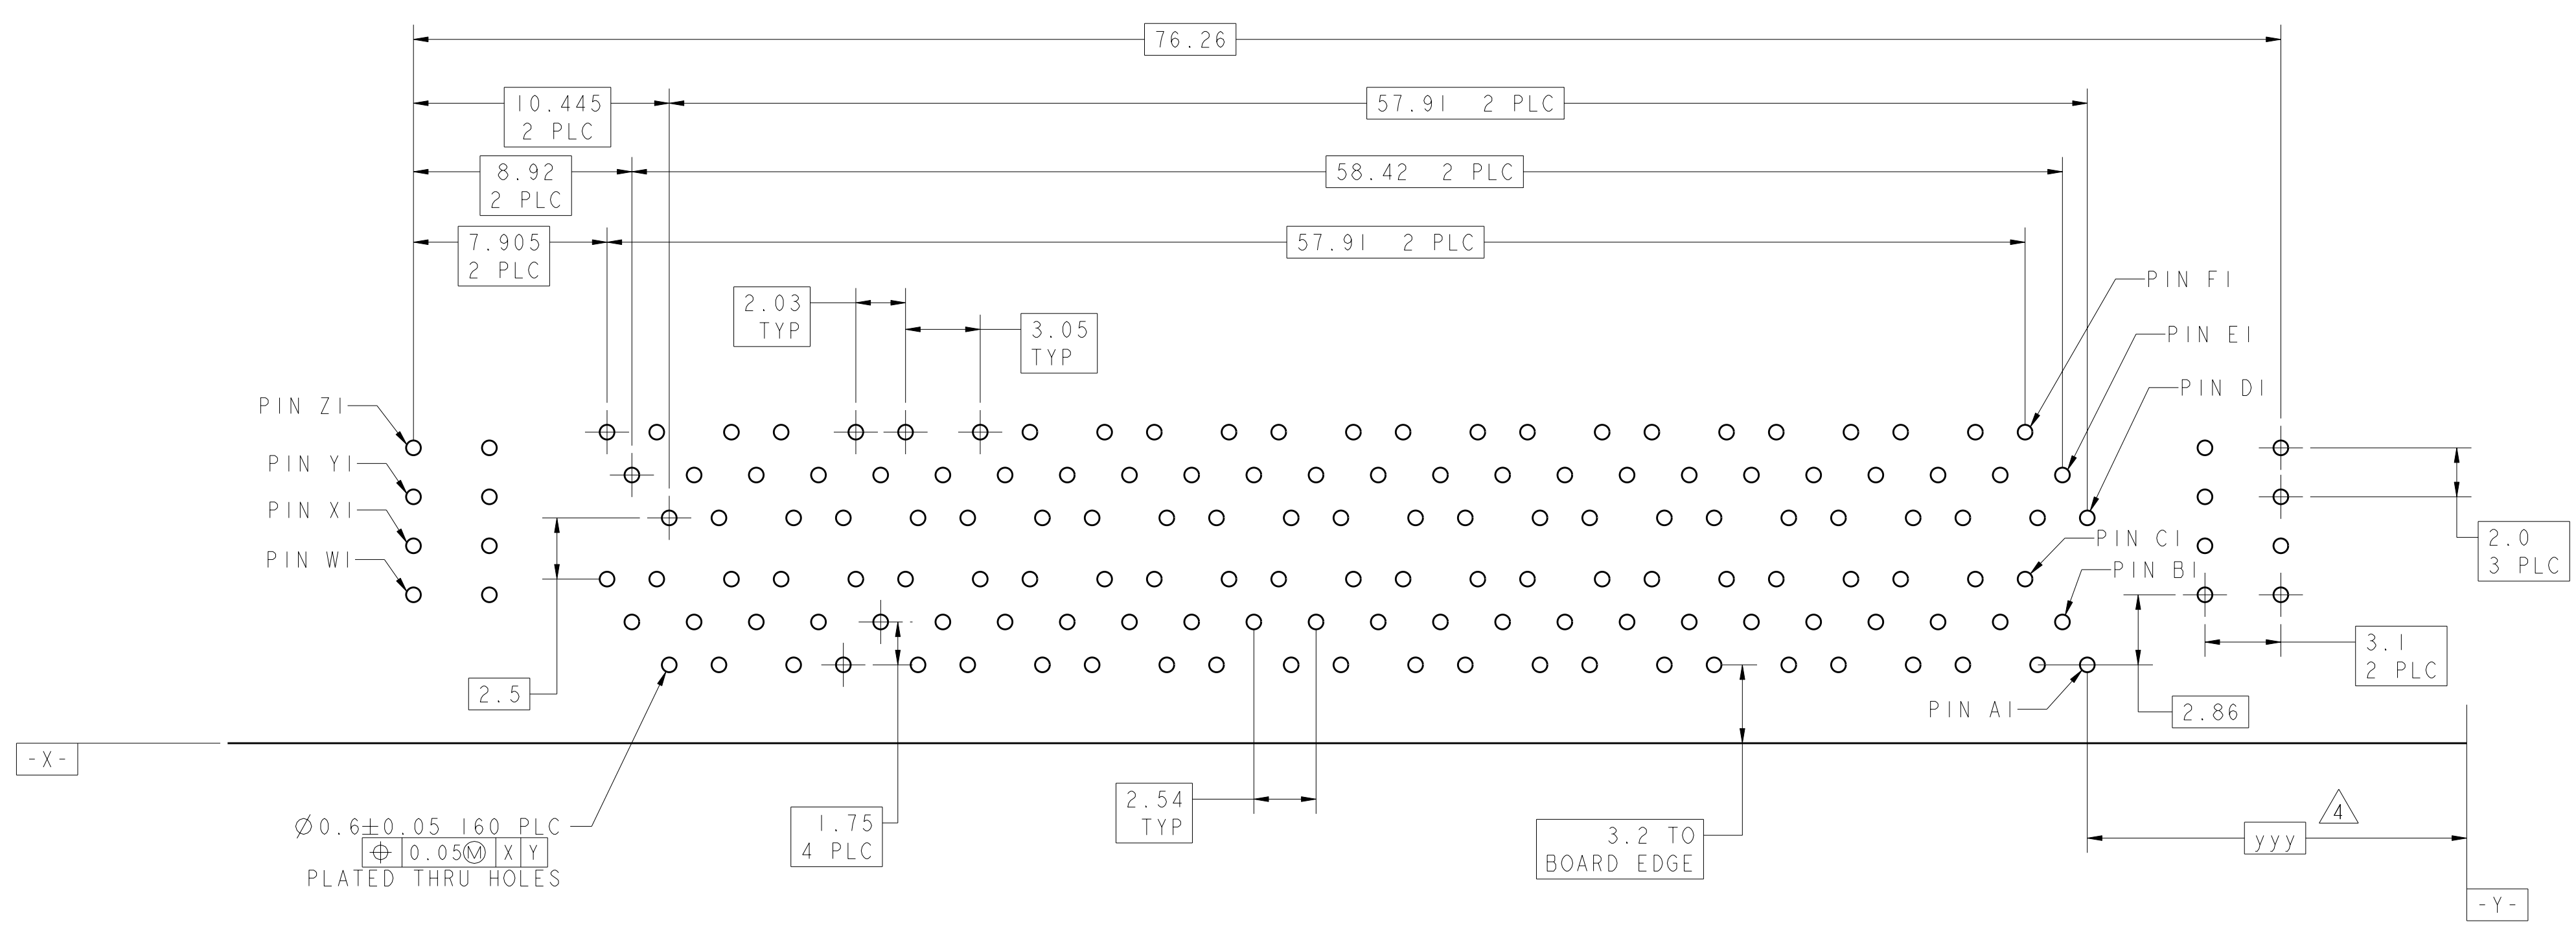 76.26
10.445
2 PLC
57.91 2 PLC
8.92
2 PLC
58.42 2 PLC
7.905
2 PLC
57.91 2 PLC
2.03
TYP
3.05
TYP
PIN F1
PIN E1
PIN D1
PIN Z1
PIN Y1
PIN X1
PIN W1
PIN C1
PIN B1
2.0
3 PLC
3.1
2 PLC
2.5
PIN A1
2.86
-X-
2.54
TYP
1.75
4 PLC
3.2 TO
BOARD EDGE
4
yyy
Ø0.6±0.05 160 PLC
⌖ 0.05Ⓜ X Y
PLATED THRU HOLES
-Y-